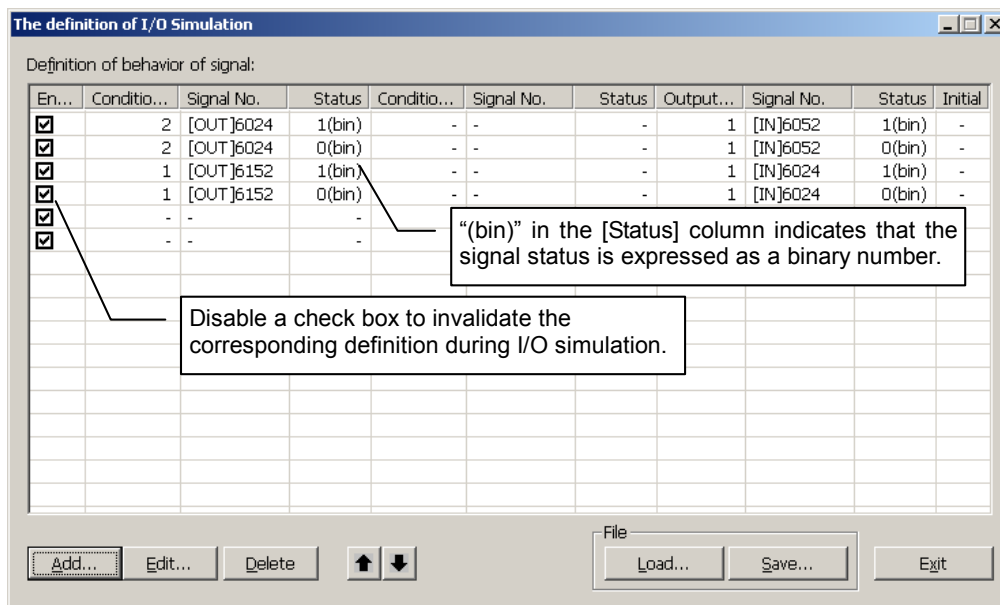 The definition of I/O Simulation
Definition of behavior of signal:
En... Conditio... Signal No. Status Conditio... Signal No. Status Output... Signal No. Status Initial
2 [OUT]6024 1(bin) - - - 1 [IN]6052 1(bin) -
2 [OUT]6024 0(bin) - - - 1 [IN]6052 0(bin) -
1 [OUT]6152 1(bin) - - - 1 [IN]6024 1(bin) -
1 [OUT]6152 0(bin) - - - 1 [IN]6024 0(bin) -
- - -
- - -
“(bin)” in the [Status] column indicates that the
signal status is expressed as a binary number.
Disable a check box to invalidate the
corresponding definition during I/O simulation.
File
Add... Edit... Delete Load... Save... Exit